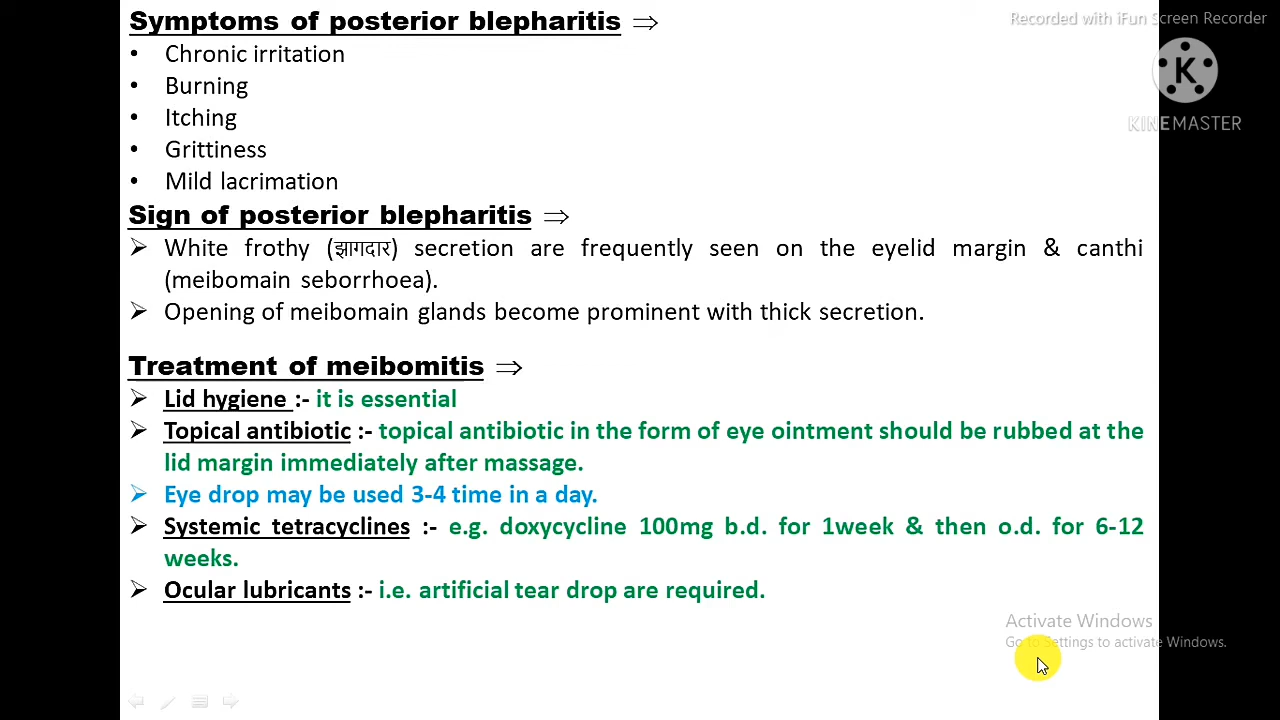 Symptoms of posterior blepharitis ⇒
Recorded with iFun Screen Recorder
• Chronic irritation
• Burning
• Itching
• Grittiness
• Mild lacrimation
K
KINEMASTER
Sign of posterior blepharitis ⇒
➢ White frothy (झागदार) secretion are frequently seen on the eyelid margin & canthi
(meibomain seborrhoea).
➢ Opening of meibomain glands become prominent with thick secretion.
Treatment of meibomitis ⇒
➢ Lid hygiene :- it is essential
➢ Topical antibiotic :- topical antibiotic in the form of eye ointment should be rubbed at the
lid margin immediately after massage.
➢ Eye drop may be used 3-4 time in a day.
➢ Systemic tetracyclines :- e.g. doxycycline 100mg b.d. for 1week & then o.d. for 6-12
weeks.
➢ Ocular lubricants :- i.e. artificial tear drop are required.
Activate Windows
Go to Settings to activate Windows.